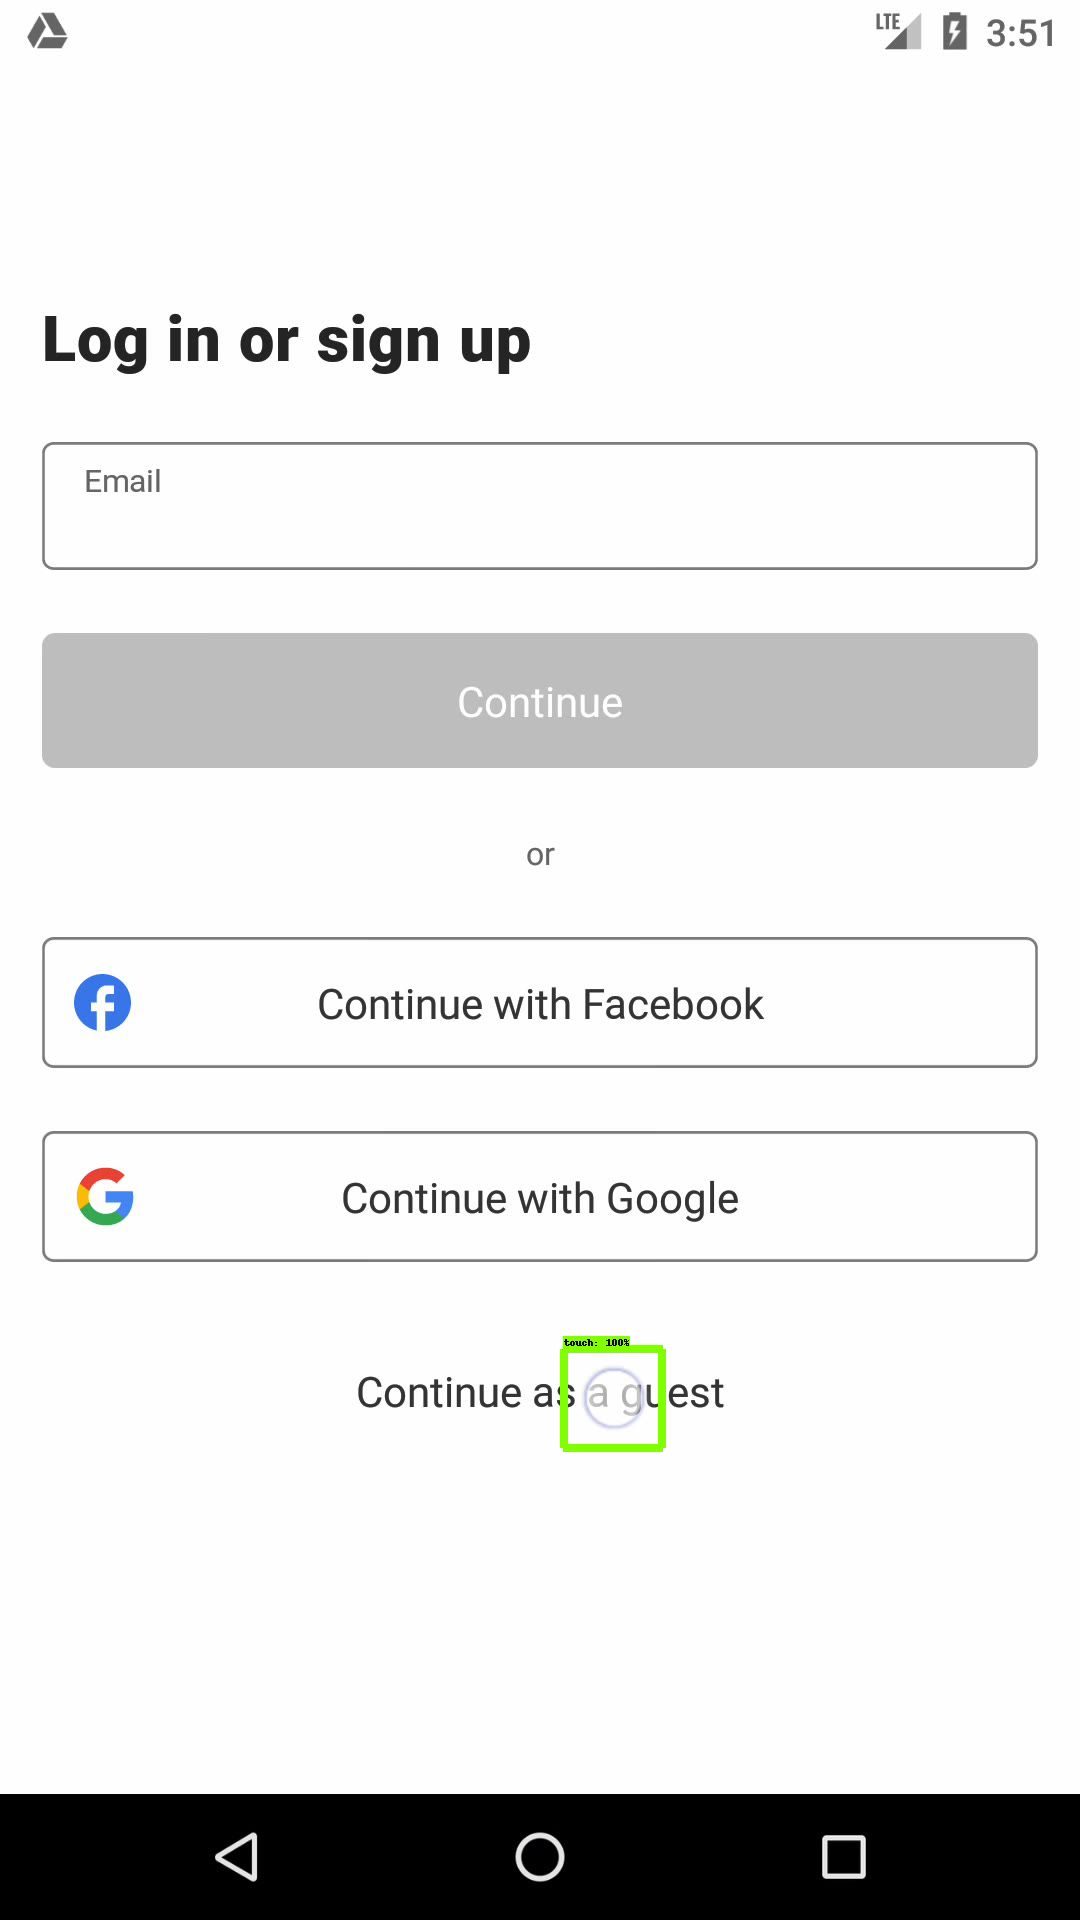 LTE 3:51
Log in or sign up
Email
Continue
or
Continue with Facebook
Continue with Google
touch: 100%
Continue as a guest